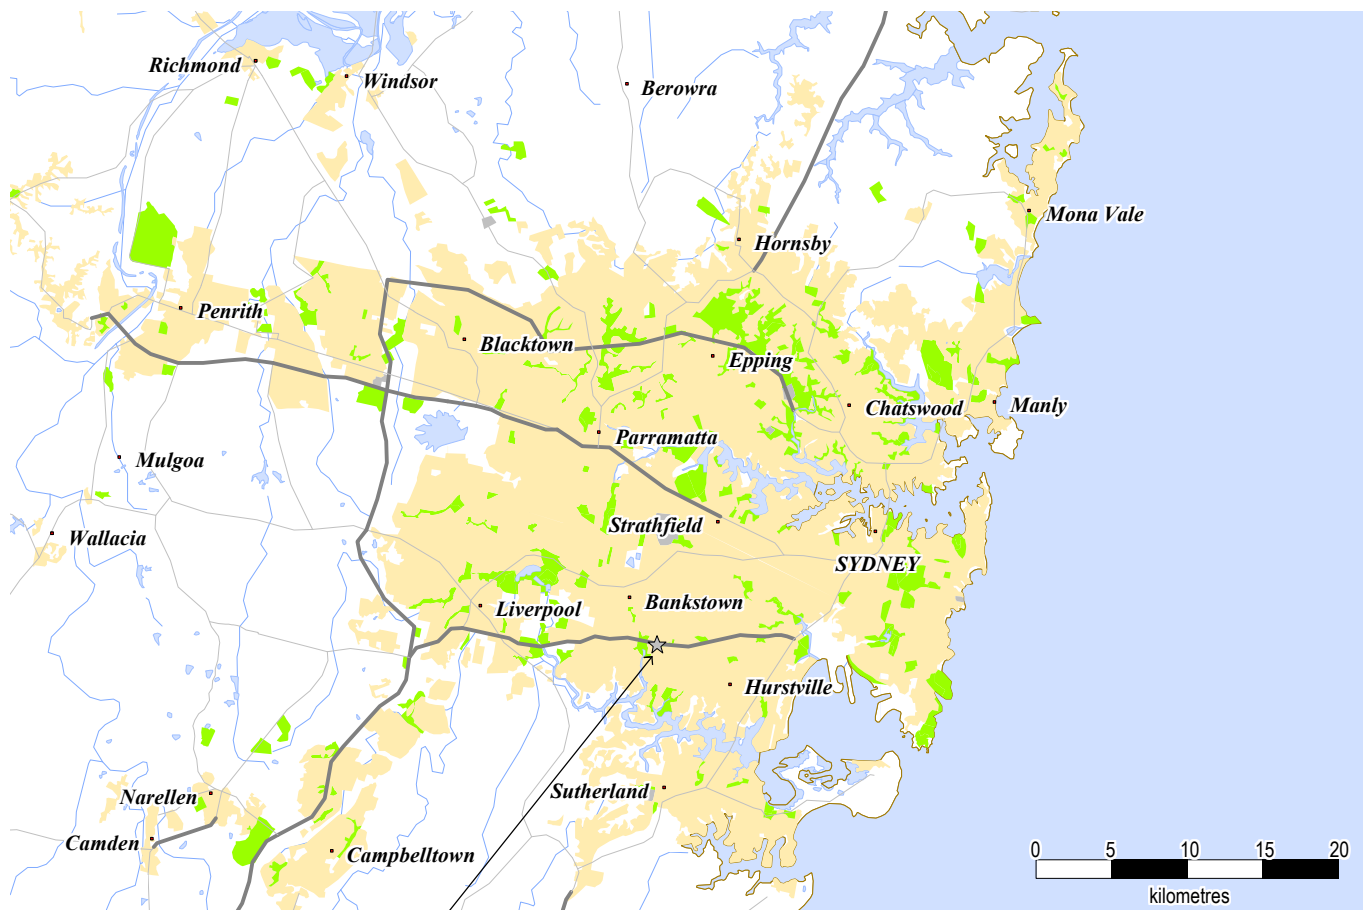 Richmond
Windsor
Berowra
Mona Vale
Hornsby
Penrith
Blacktown
Epping
Chatswood
Manly
Parramatta
Mulgoa
Strathfield
Wallacia
SYDNEY
Bankstown
Liverpool
Hurstville
Sutherland
Narellen
Camden
Campbelltown
0 5 10 15 20
kilometres